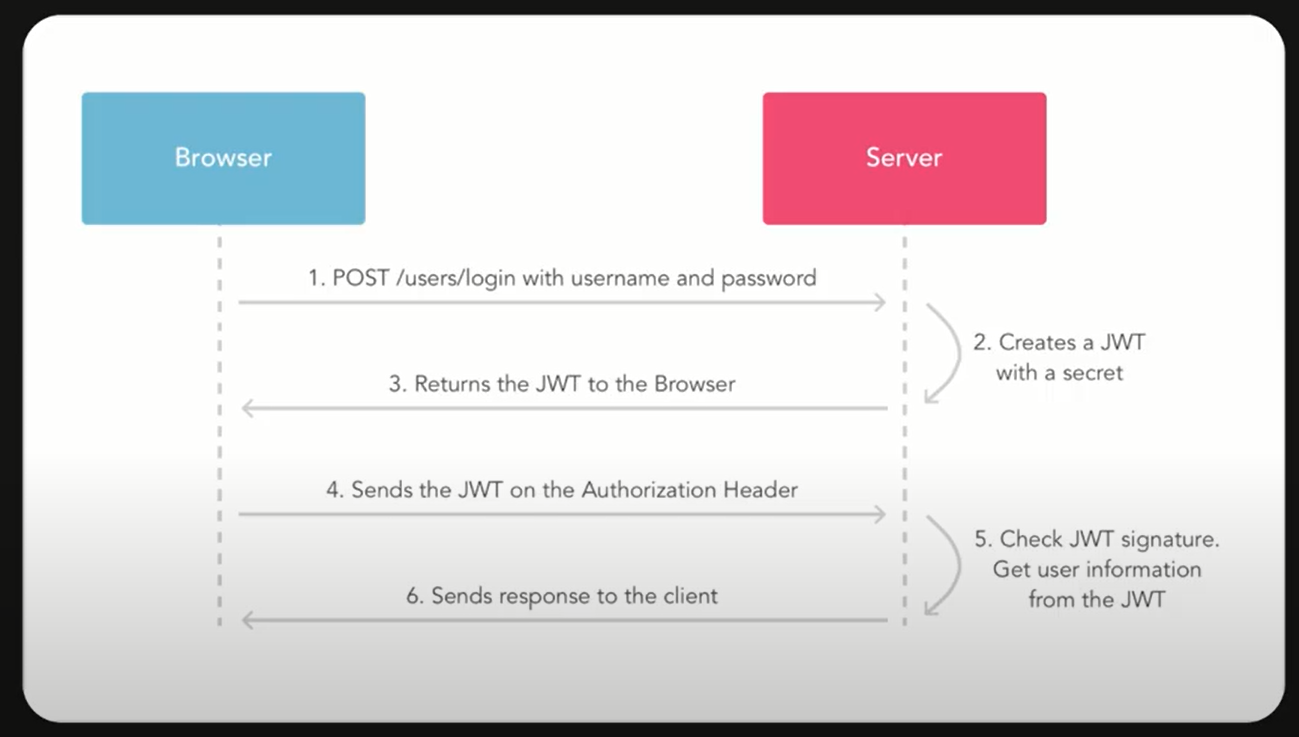 Browser
Server
1. POST /users/login with username and password
2. Creates a JWT
with a secret
3. Returns the JWT to the Browser
4. Sends the JWT on the Authorization Header
5. Check JWT signature.
Get user information
from the JWT
6. Sends response to the client